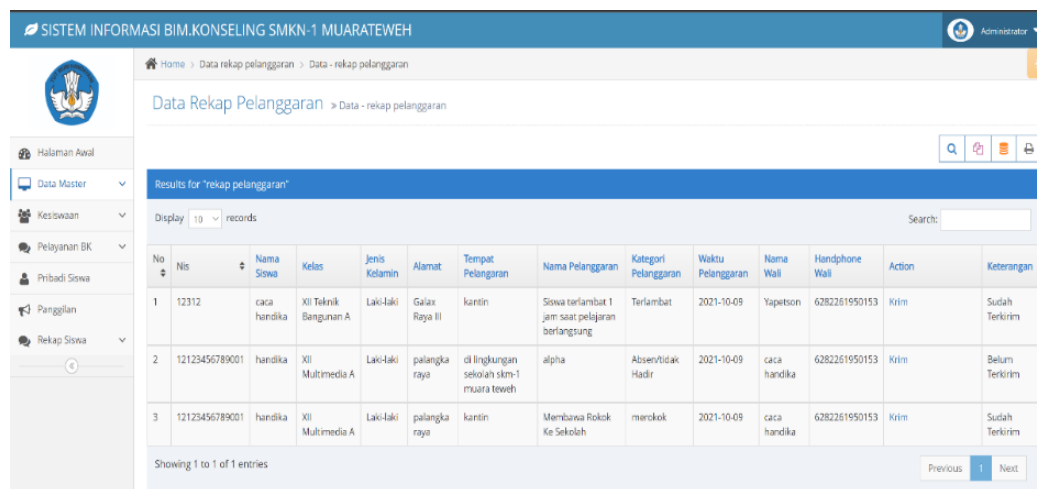 SISTEM INFORMASI BIM.KONSELING SMKN-1 MUARATEWEH
Administrator
Home > Data rekap pelanggaran > Data - rekap pelanggaran
Data Rekap Pelanggaran » Data - rekap pelanggaran
Halaman Awal
Data Master
Kesiswaan
Pelayanan BK
Pribadi Siswa
Panggilan
Rekap Siswa
Results for "rekap pelanggaran"
Display 10 records
Search:
No Nis Nama Siswa Kelas Jenis Kelamin Alamat Tempat Pelangaran Nama Pelanggaran Kategori Pelanggaran Waktu Pelanggaran Nama Wali Handphone Wali Action Keterangan
1 12312 caca handika XII Teknik Bangunan A Laki-laki Galax Raya III kantin Siswa terlambat 1 jam saat pelajaran berlangsung Terlambat 2021-10-09 Yapetson 6282261950153 Krim Sudah Terkirim
2 12123456789001 handika XII Multimedia A Laki-laki palangka raya di lingkungan sekolah skm-1 muara teweh alpha Absen/tidak Hadir 2021-10-09 caca handika 6282261950153 Krim Belum Terkirim
3 12123456789001 handika XII Multimedia A Laki-laki palangka raya kantin Membawa Rokok Ke Sekolah merokok 2021-10-09 caca handika 6282261950153 Krim Sudah Terkirim
Showing 1 to 1 of 1 entries
Previous 1 Next